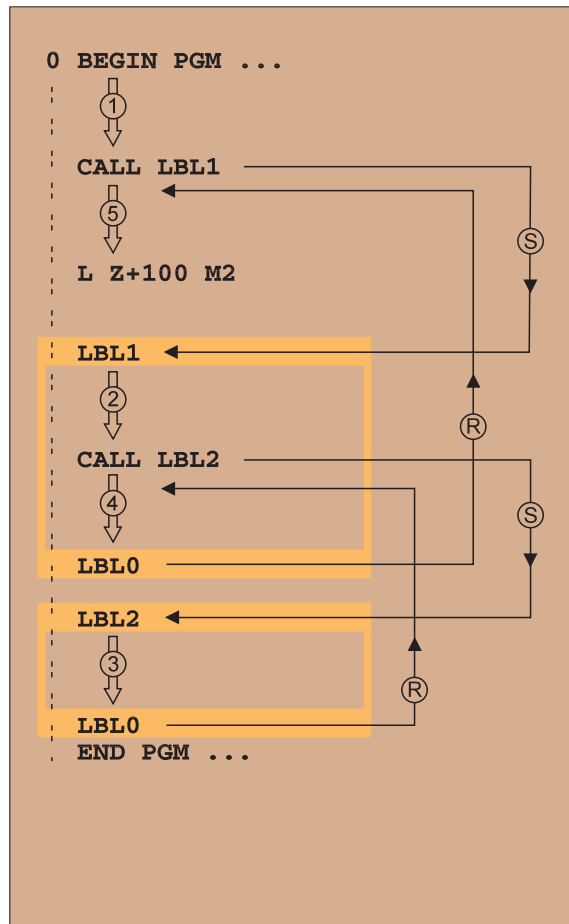 0 BEGIN PGM ...
1
CALL LBL1
5
S
L Z+100 M2
LBL1
2
R
CALL LBL2
4
S
LBL0
LBL2
3
R
LBL0
END PGM ...